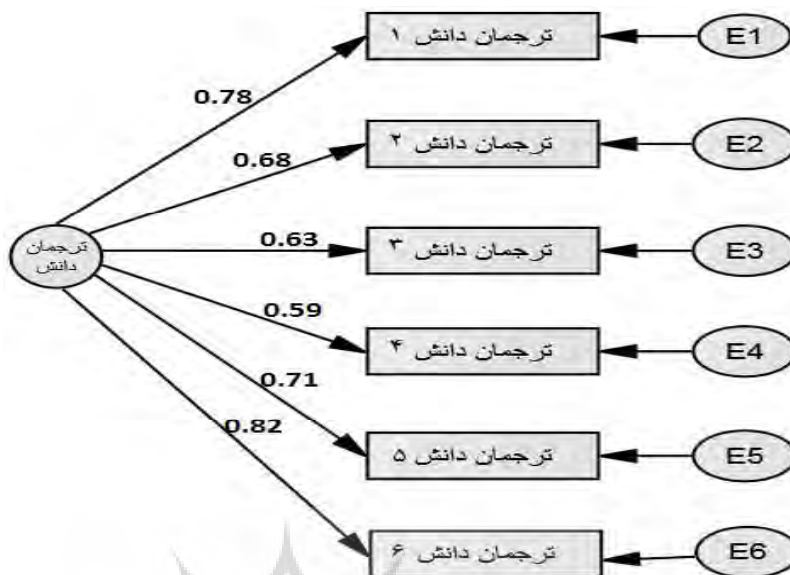 ترجمان دانش ۱
E1
0.78
ترجمان دانش ۲
E2
0.68
ترجمان
دانش
ترجمان دانش ۳
E3
0.63
ترجمان دانش ۴
E4
0.59
ترجمان دانش ۵
E5
0.71
ترجمان دانش ۶
E6
0.82